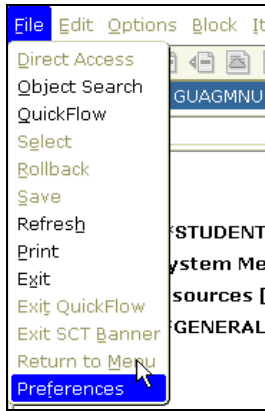 File Edit Options Block It
Direct Access
Object Search
QuickFlow
GUAGMNU
Select
Rollback
Save
Refresh
*STUDENT
Print
ystem Me
Exit
sources [
Exit QuickFlow
*GENERAL
Exit SCT Banner
Return to Menu
Preferences